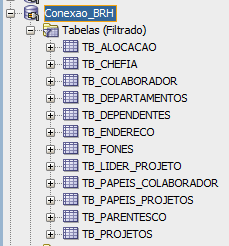 Conexao_BRH
Tabelas (Filtrado)
TB_ALOCACAO
TB_CHEFIA
TB_COLABORADOR
TB_DEPARTAMENTOS
TB_DEPENDENTES
TB_ENDERECO
TB_FONES
TB_LIDER_PROJETO
TB_PAPEIS_COLABORADOR
TB_PAPEIS_PROJETOS
TB_PARENTESCO
TB_PROJETOS